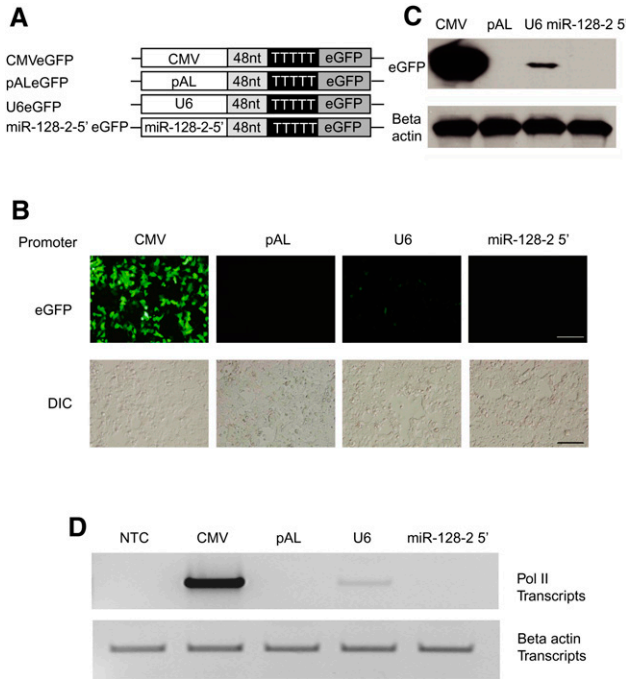 A
CMVeGFP CMV 48nt TTTTT eGFP
pALeGFP pAL 48nt TTTTT eGFP
U6eGFP U6 48nt TTTTT eGFP
miR-128-2-5' eGFP miR-128-2-5' 48nt TTTTT eGFP
C
CMV pAL U6 miR-128-2 5'
eGFP
Beta
actin
B
Promoter CMV pAL U6 miR-128-2 5'
eGFP
DIC
D
NTC CMV pAL U6 miR-128-2 5'
Pol II
Transcripts
Beta actin
Transcripts